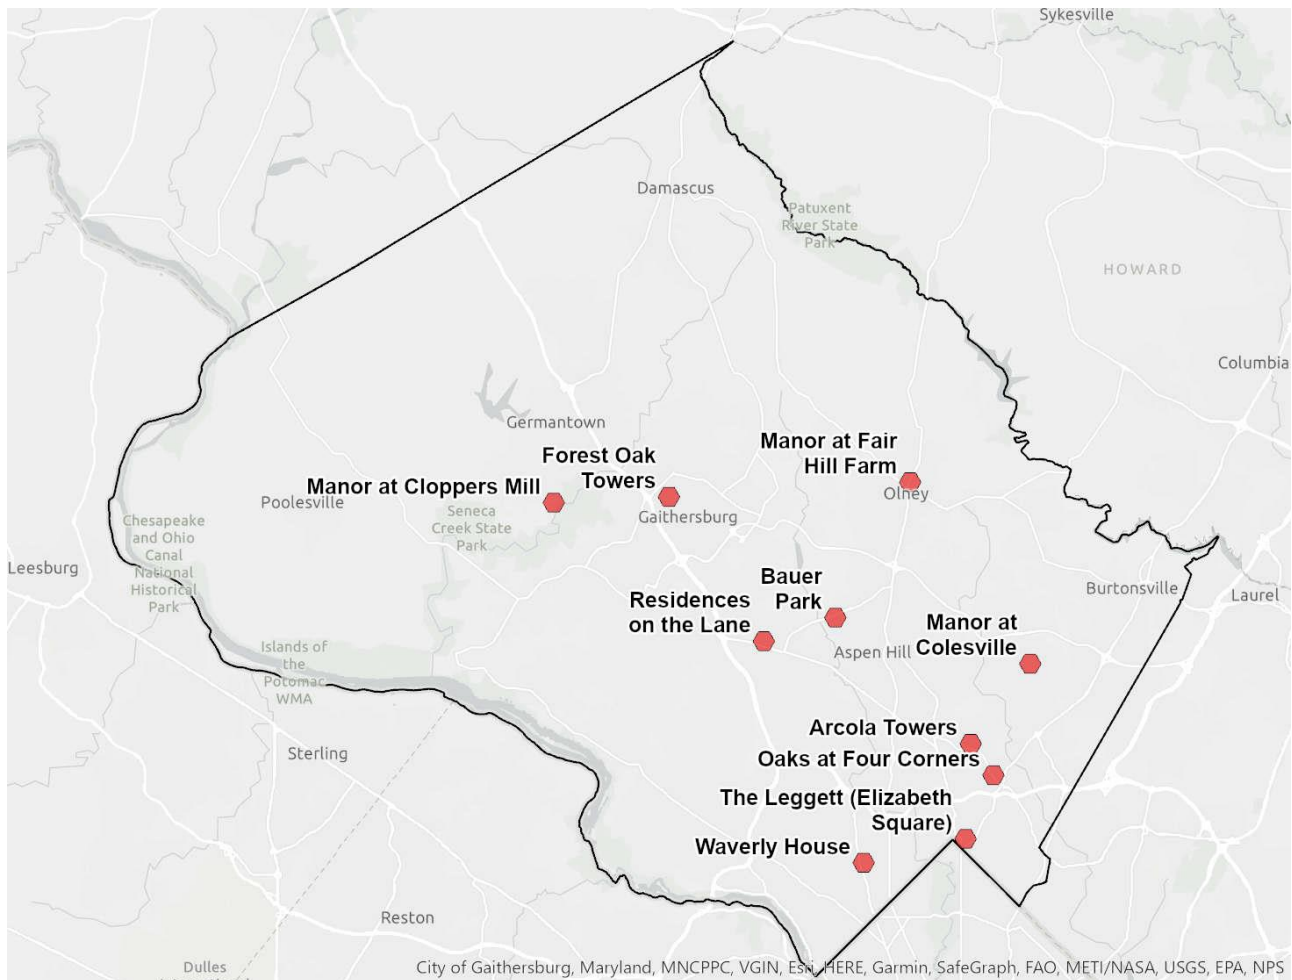 Sykesville
Damascus
Patuxent
River State
Park
HOWARD
Columbia
Germantown
Manor at Fair
Hill Farm
Forest Oak
Towers
Manor at Cloppers Mill
Olney
Poolesville
Seneca
Creek State
Park
Gaithersburg
Chesapeake
and Ohio
Canal
National
Historical
Park
Leesburg
Bauer
Park
Burtonsville
Laurel
Residences
on the Lane
Manor at
Colesville
Aspen Hill
Islands of
the
Potomac
WMA
Arcola Towers
Sterling
Oaks at Four Corners
The Leggett (Elizabeth
Square)
Waverly House
Reston
Dulles
City of Gaithersburg, Maryland, MNCPPC, VGIN, Esri, HERE, Garmin, SafeGraph, FAO, METI/NASA, USGS, EPA, NPS